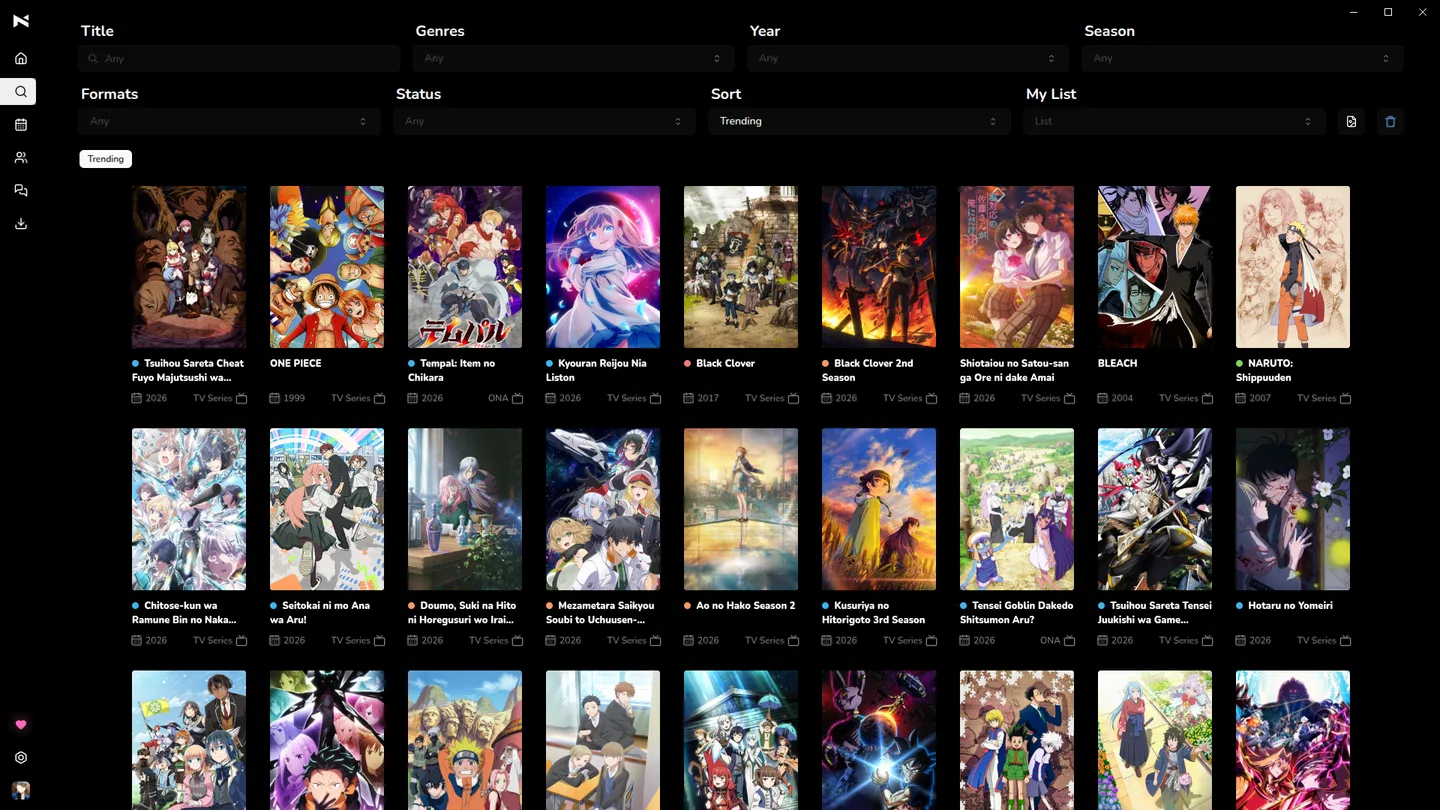 Title
Genres
Year
Season
Any
Any
Any
Any
Formats
Status
Sort
My List
Any
Any
Trending
List
Trending
Tsuihou Sareta Cheat
Fuyo Majutsushi wa...
2026 TV Series
ONE PIECE
1999 TV Series
Tempal: Item no
Chikara
2026 ONA
Kyouran Reijou Nia
Liston
2026 TV Series
Black Clover
2017 TV Series
Black Clover 2nd
Season
2026 TV Series
Shiotaiou no Satou-san
ga Ore ni dake Amai
2026 TV Series
BLEACH
2004 TV Series
NARUTO:
Shippuuden
2007 TV Series
Chitose-kun wa
Ramune Bin no Naka...
2026 TV Series
Seitokai ni mo Ana
wa Aru!
2026 TV Series
Doumo, Suki na Hito
ni Horegusuri wo Irai...
2026 TV Series
Mezametara Saikyou
Soubi to Uchuusen-...
2026 TV Series
Ao no Hako Season 2
2026 TV Series
Kusuriya no
Hitorigoto 3rd Season
2026 TV Series
Tensei Goblin Dakedo
Shitsumon Aru?
2026 ONA
Tsuihou Sareta Tensei
Juukishi wa Game...
2026 TV Series
Hotaru no Yomeiri
2026 TV Series